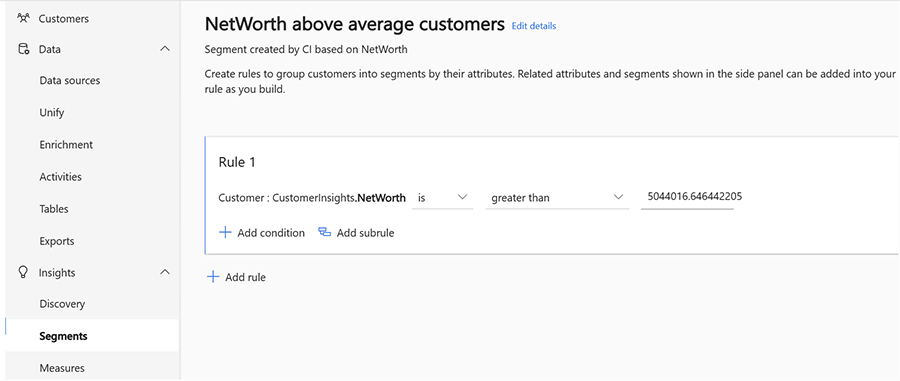 Customers
Data
Data sources
Unify
Enrichment
Activities
Tables
Exports
Insights
Discovery
Segments
Measures
NetWorth above average customers Edit details
Segment created by CI based on NetWorth
Create rules to group customers into segments by their attributes. Related attributes and segments shown in the side panel can be added into your
rule as you build.
Rule 1
Customer : CustomerInsights.NetWorth is greater than 5044016.646442205
Add condition Add subrule
Add rule